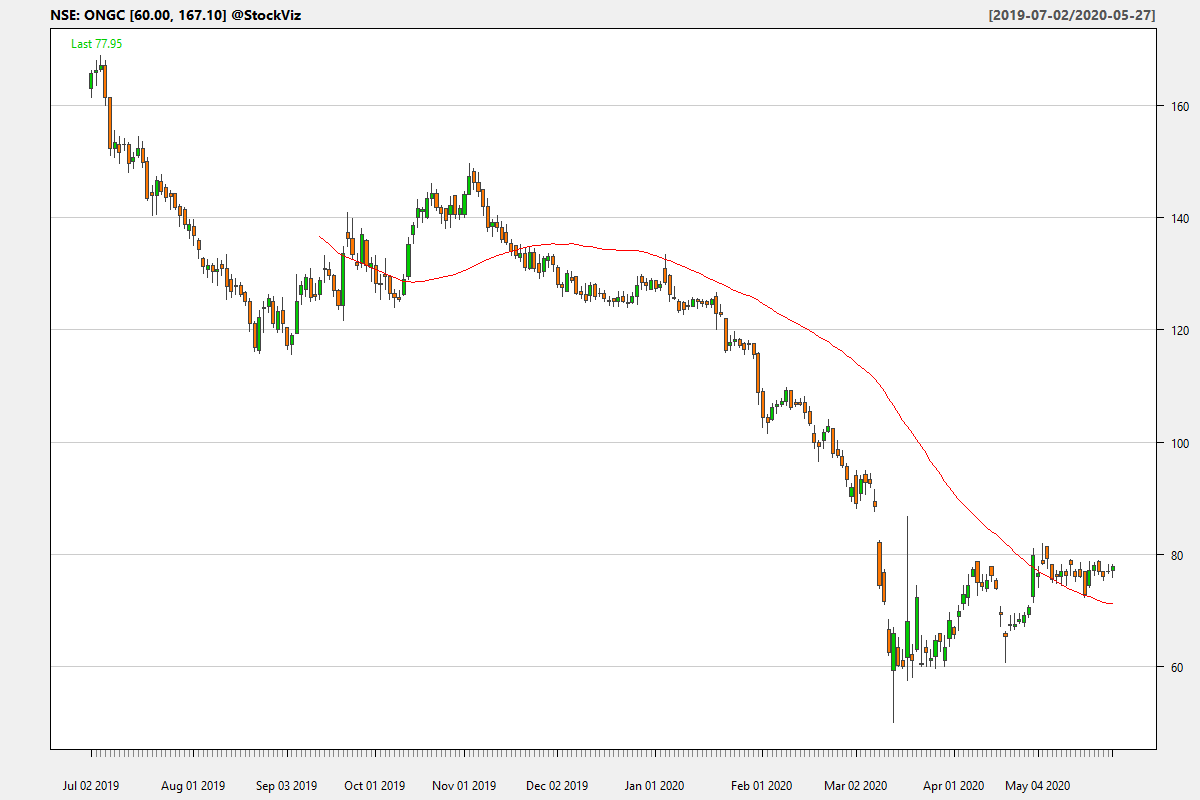 NSE: ONGC [60.00, 167.10] @StockViz [2019-07-02/2020-05-27]
Last 77.95
160
140
120
100
80
60
Jul 02 2019 Aug 01 2019 Sep 03 2019 Oct 01 2019 Nov 01 2019 Dec 02 2019 Jan 01 2020 Feb 01 2020 Mar 02 2020 Apr 01 2020 May 04 2020